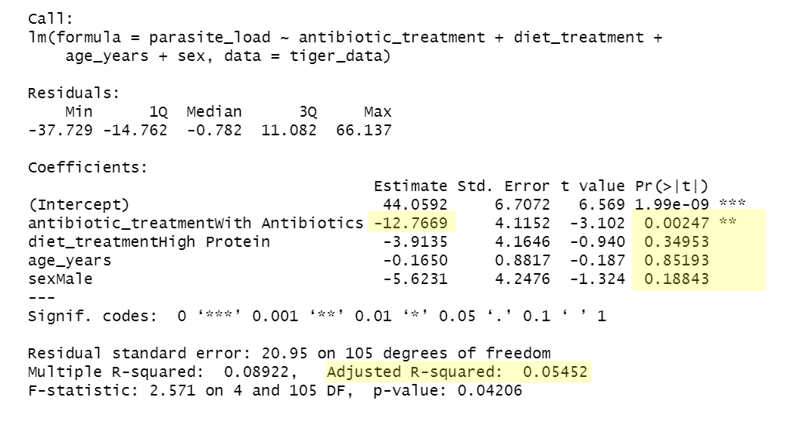 Call:
lm(formula = parasite_load ~ antibiotic_treatment + diet_treatment +
    age_years + sex, data = tiger_data)
Residuals:
    Min      1Q  Median      3Q     Max
-37.729 -14.762  -0.782  11.082  66.137
Coefficients:
                                      Estimate Std. Error t value Pr(>|t|)
(Intercept)                            44.0592     6.7072   6.569 1.99e-09 ***
antibiotic_treatmentWith Antibiotics -12.7669     4.1152  -3.102  0.00247 **
diet_treatmentHigh Protein             -3.9135     4.1646  -0.940  0.34953
age_years                              -0.1650     0.8817  -0.187  0.85193
sexMale                                -5.6231     4.2476  -1.324  0.18843
---
Signif. codes:  0 ‘***’ 0.001 ‘**’ 0.01 ‘*’ 0.05 ‘.’ 0.1 ‘ ’ 1
Residual standard error: 20.95 on 105 degrees of freedom
Multiple R-squared:  0.08922,   Adjusted R-squared:  0.05452
F-statistic: 2.571 on 4 and 105 DF,  p-value: 0.04206